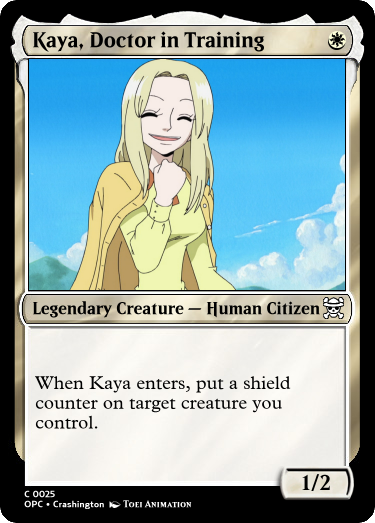 Kaya, Doctor in Training
Legendary Creature — Human Citizen
When Kaya enters, put a shield
counter on target creature you
control.
1/2
C 0025
OPC • Crashington TOEI ANIMATION